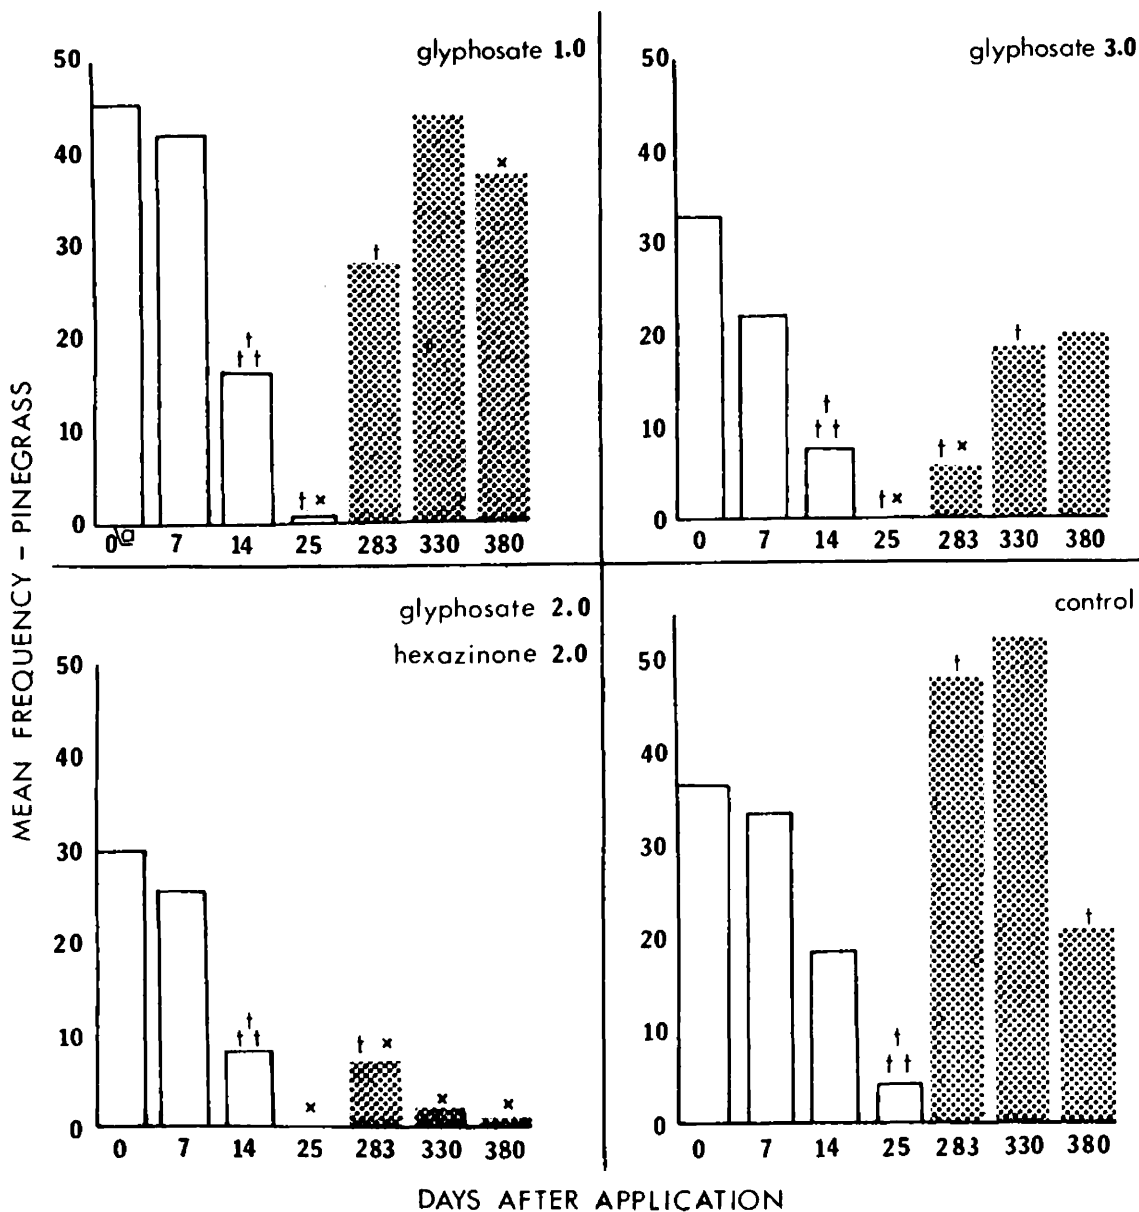 MEAN FREQUENCY – PINEGRASS
glyphosate 1.0
50
40
30
20
10
0
†
† †
† x
†
x
0\a 7 14 25 283 330 380
glyphosate 3.0
50
40
30
20
10
0
†
† †
† x
† x
†
0 7 14 25 283 330 380
glyphosate 2.0
hexazinone 2.0
50
40
30
20
10
0
†
† †
x
† x
x
x
0 7 14 25 283 330 380
control
50
40
30
20
10
0
†
† †
†
†
0 7 14 25 283 330 380
DAYS AFTER APPLICATION